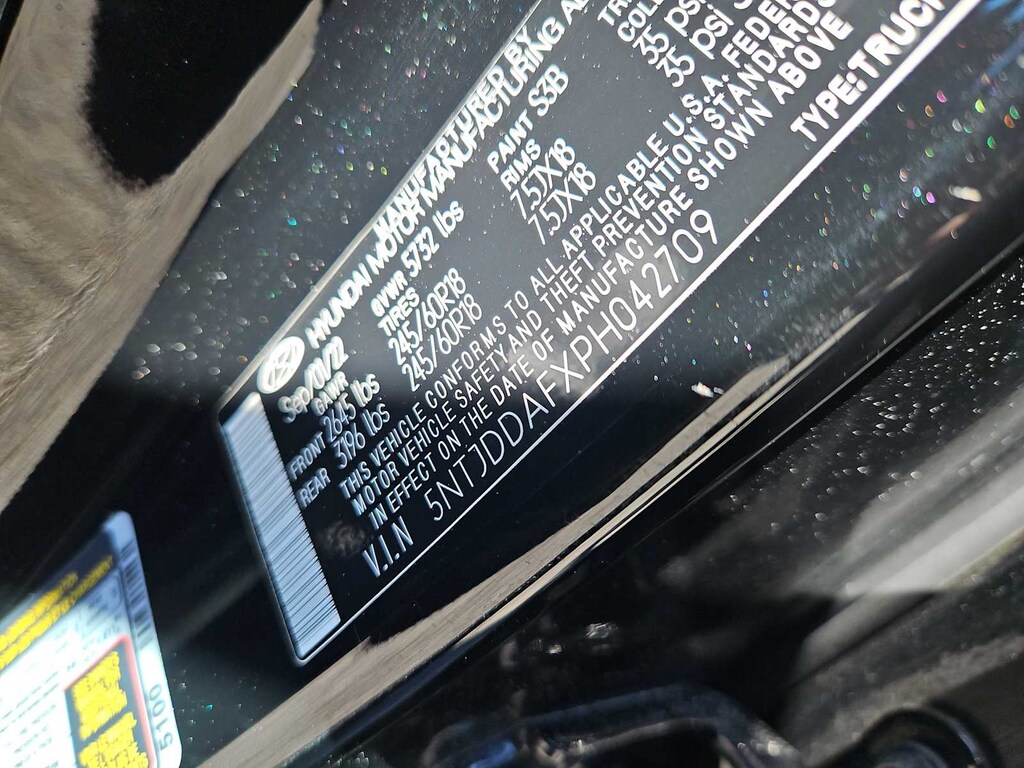 MANUFACTURED BY
HYUNDAI MOTOR MANUFACTURING
Sep/01/22 GVWR 5732 lbs PAINT S3B
GAWR TIRES RIMS
FRONT 2645 lbs 245/60R18 7.5JX18 35 psi
REAR 3196 lbs 245/60R18 7.5JX18 35 psi
THIS VEHICLE CONFORMS TO ALL APPLICABLE U.S.A. FEDER
MOTOR VEHICLE SAFETY AND THEFT PREVENTION STANDARDS
IN EFFECT ON THE DATE OF MANUFACTURE SHOWN ABOVE
V.I.N 5NTJDDAFXPH042709 TYPE:TRUCK
5100